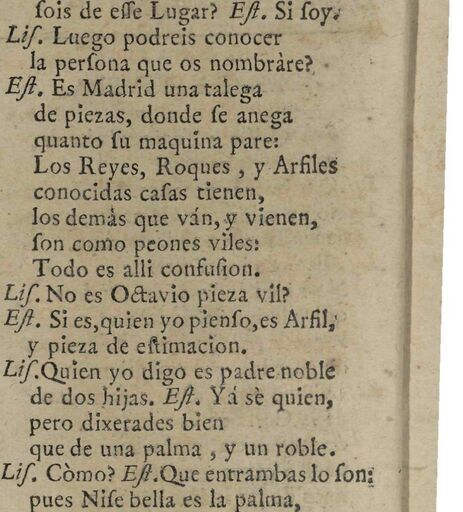 ſois de eſſe Lugar? Eſt. Si ſoy.
Liſ. Luego podreis conocer
la perſona que os nombràre?
Eſt. Es Madrid una talega
de piezas, donde ſe anega
quanto ſu maquina pare:
Los Reyes, Roques, y Arfiles
conocidas caſas tienen,
los demàs que ván, y vienen,
ſon como peones viles:
Todo es alli confuſion.
Liſ. No es Octavio pieza vil?
Eſt. Si es, quien yo pienſo, es Arfil,
y pieza de eſtimacion.
Liſ. Quien yo digo es padre noble
de dos hijas. Eſt. Yá sè quien,
pero dixerades bien
que de una palma, y un roble.
Liſ. Còmo? Eſt. Que entrambas lo ſon:
pues Niſe bella es la palma,